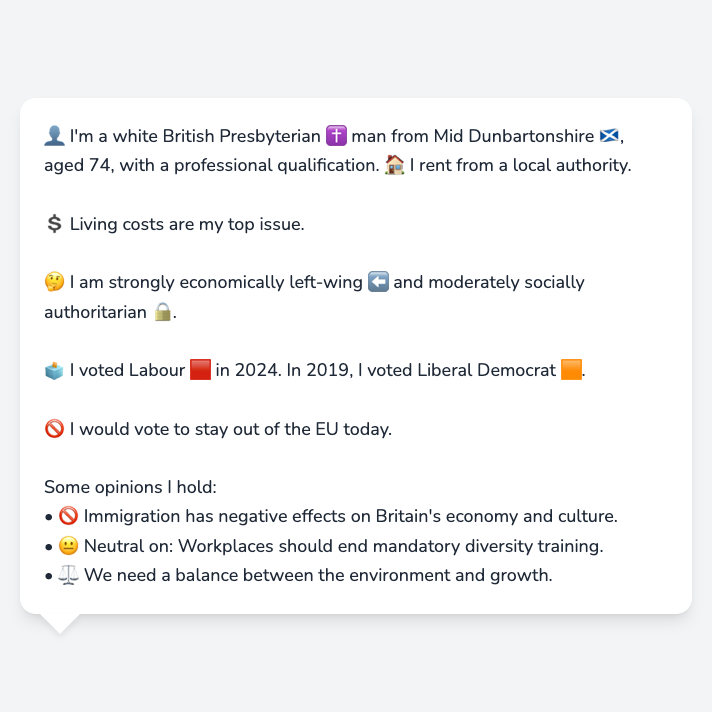 👤 I'm a white British Presbyterian ✝️ man from Mid Dunbartonshire 🏴󠁧󠁢󠁳󠁣󠁴󠁿,
aged 74, with a professional qualification. 🏠 I rent from a local authority.
💲 Living costs are my top issue.
🤔 I am strongly economically left-wing ⬅️ and moderately socially
authoritarian 🔒.
🗳️ I voted Labour 🟥 in 2024. In 2019, I voted Liberal Democrat 🟧.
🚫 I would vote to stay out of the EU today.
Some opinions I hold:
• 🚫 Immigration has negative effects on Britain's economy and culture.
• 😐 Neutral on: Workplaces should end mandatory diversity training.
• ⚖️ We need a balance between the environment and growth.